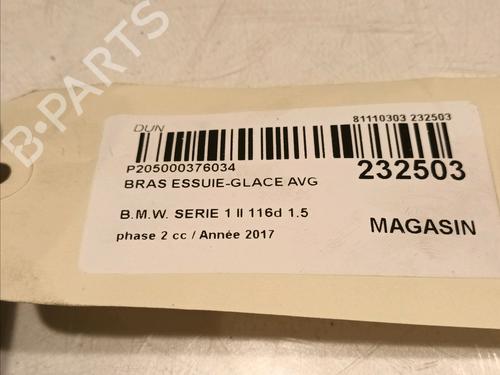 B-PARTS
DUN
81110303 232503
P205000376034
232503
BRAS ESSUIE-GLACE AVG
B.M.W. SERIE 1 II 116d 1.5
MAGASIN
phase 2 cc / Année 2017